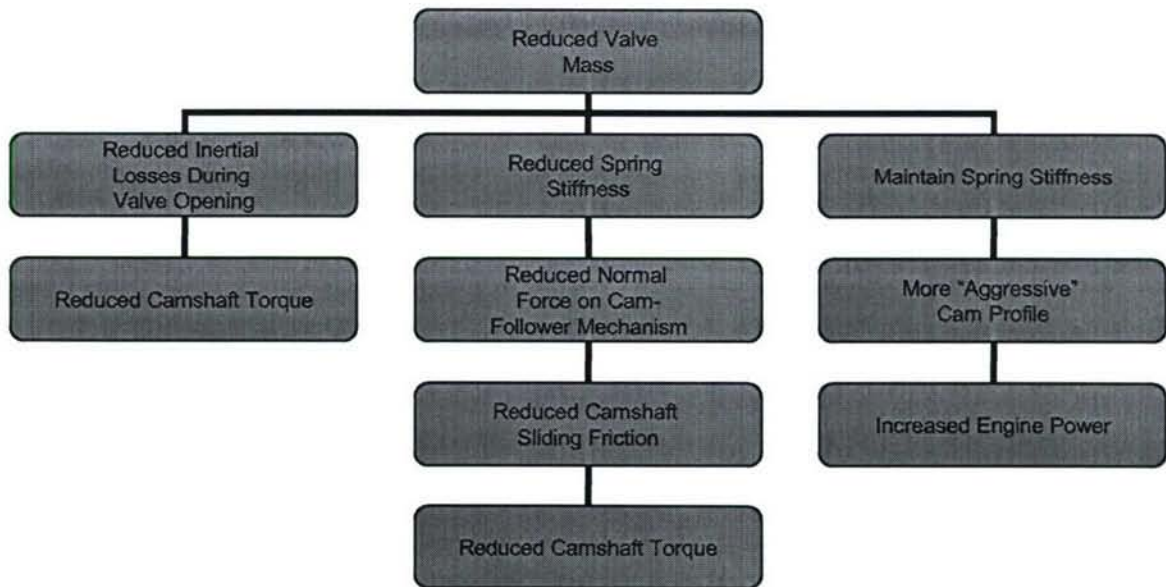 Reduced Valve
Mass
Reduced Inertial
Losses During
Valve Opening
Reduced Camshaft Torque
Reduced Spring
Stiffness
Reduced Normal
Force on Cam-
Follower Mechanism
Reduced Camshaft
Sliding Friction
Reduced Camshaft Torque
Maintain Spring Stiffness
More "Aggressive"
Cam Profile
Increased Engine Power